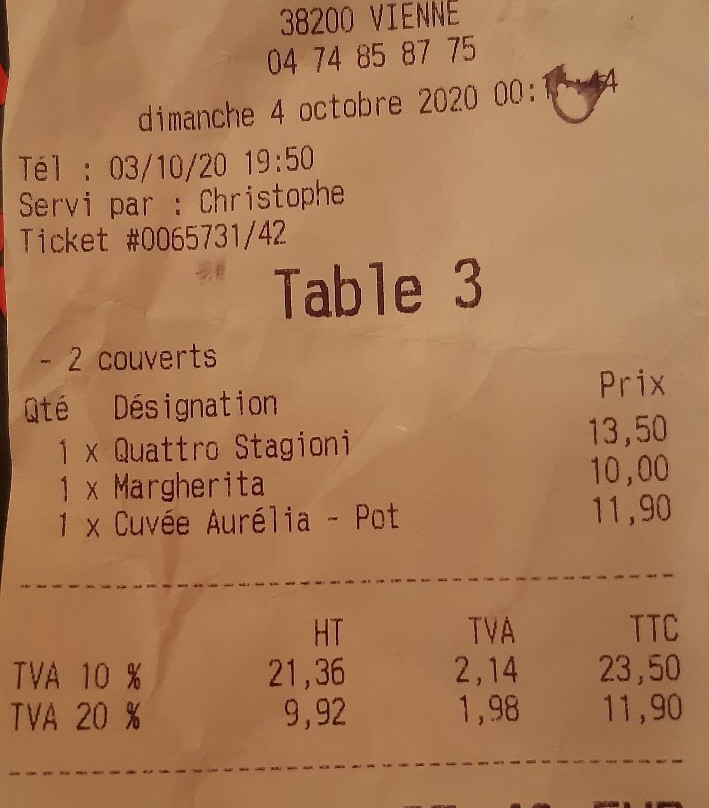 38200 VIENNE
04 74 85 87 75
dimanche 4 octobre 2020
Tél : 03/10/20 19:50
Servi par : Christophe
Ticket #0065731/42
Table 3
- 2 couverts
Qté Désignation Prix
1 x Quattro Stagioni 13,50
1 x Margherita 10,00
1 x Cuvée Aurélia - Pot 11,90
HT TVA TTC
TVA 10 % 21,36 2,14 23,50
TVA 20 % 9,92 1,98 11,90